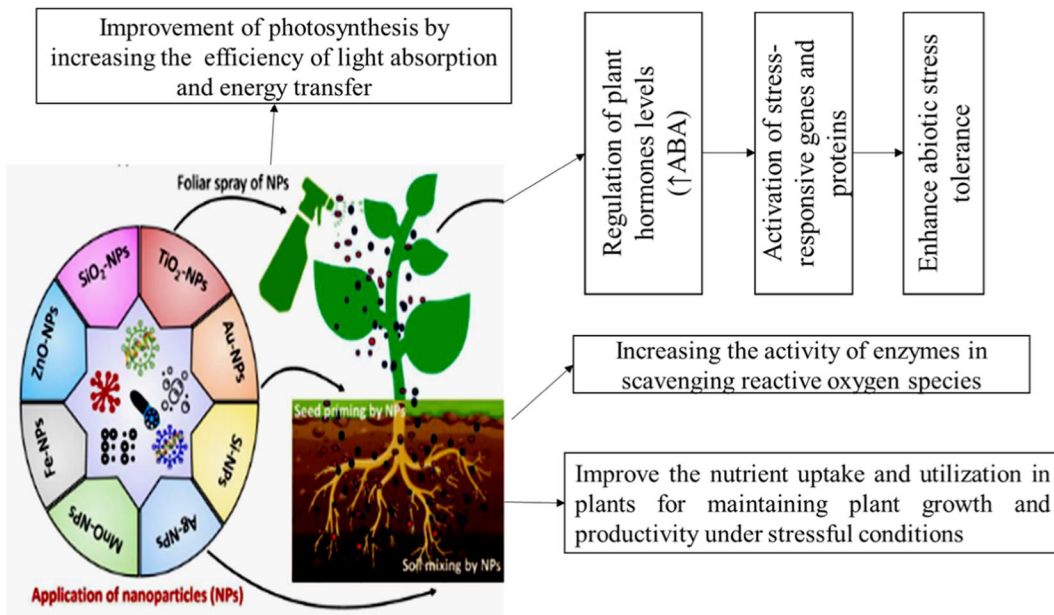 Improvement of photosynthesis by
increasing the efficiency of light absorption
and energy transfer
Regulation of plant
hormones levels
(↑ABA)
Activation of stress-
responsive genes and
proteins
Enhance abiotic stress
tolerance
Foliar spray of NPs
SiO₂-NPs
TiO₂-NPs
Au-NPs
Si-NPs
Ag-NPs
MnO-NPs
Fe-NPs
ZnO-NPs
Seed priming by NPs
Soil mixing by NPs
Application of nanoparticles (NPs)
Increasing the activity of enzymes in
scavenging reactive oxygen species
Improve the nutrient uptake and utilization in
plants for maintaining plant growth and
productivity under stressful conditions